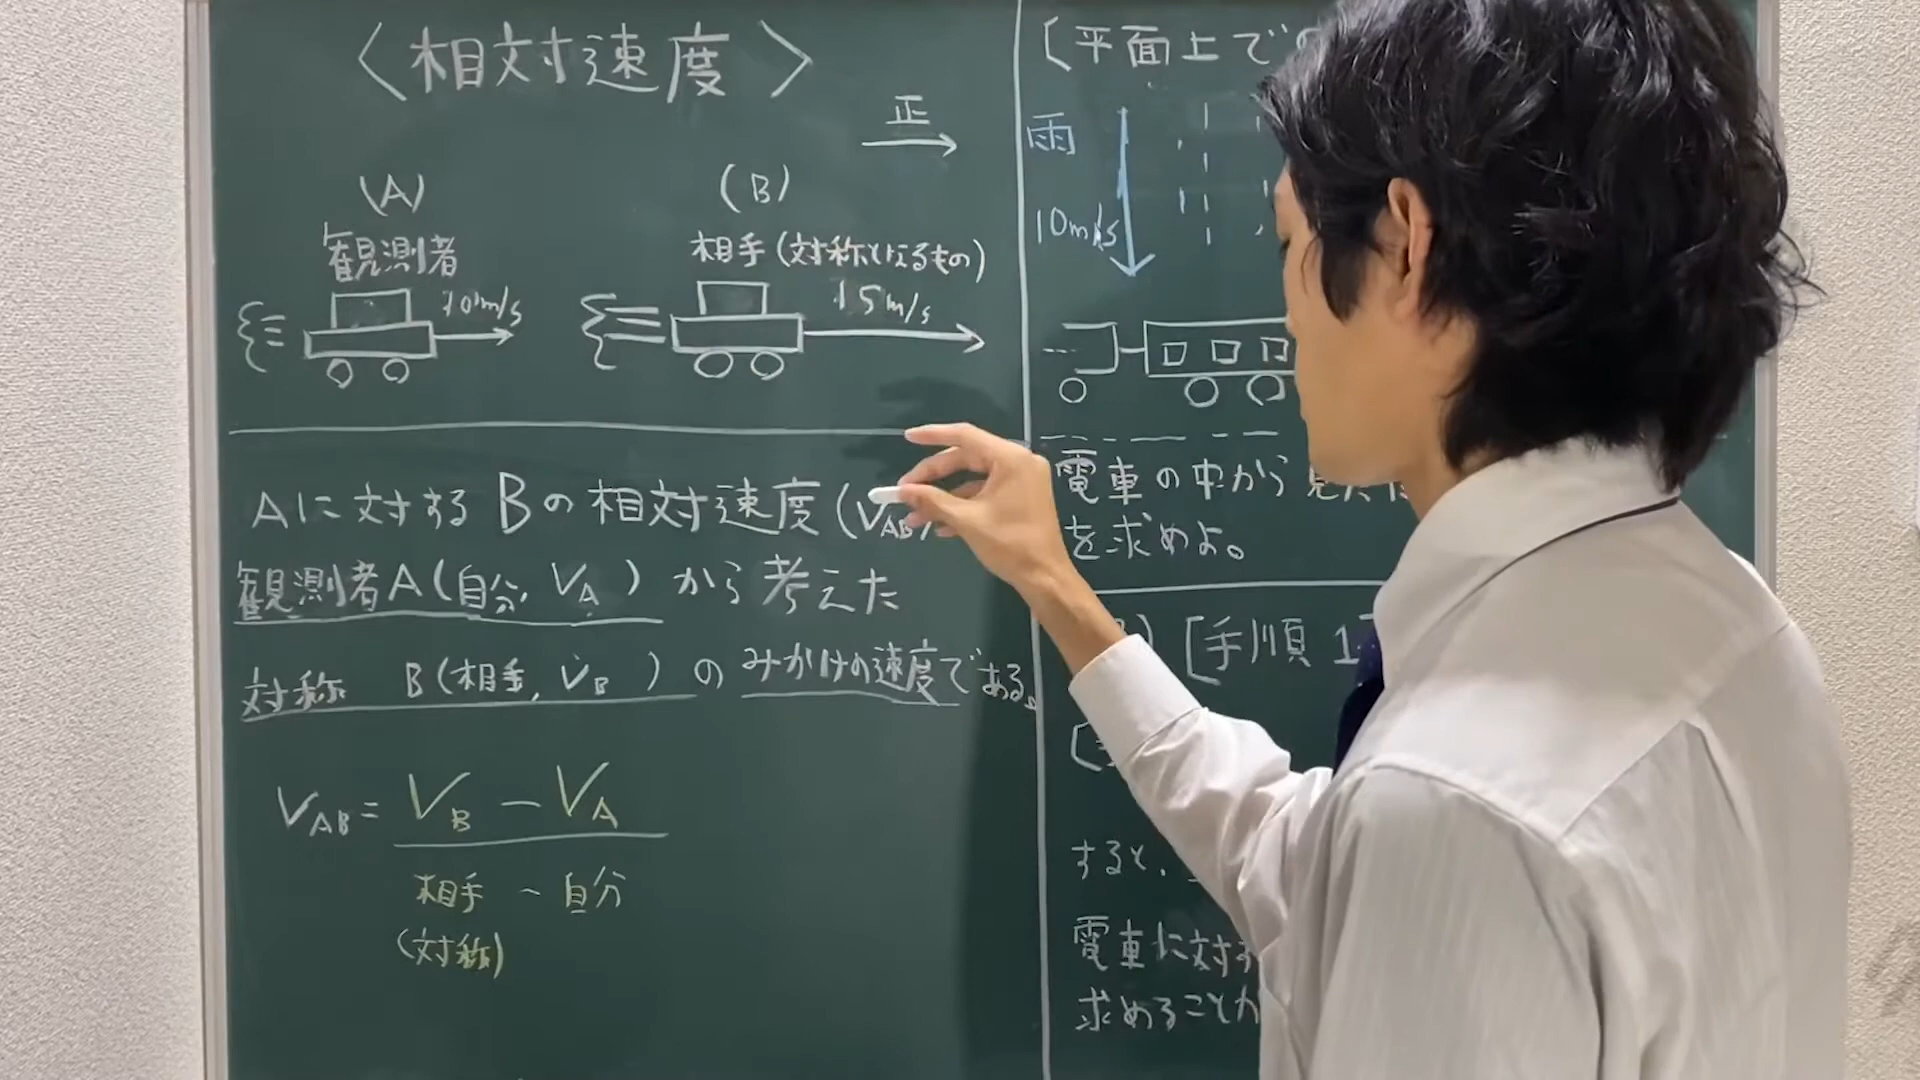 〈相対速度〉
正
(A)
観測者
10m/s
(B)
相手(対称といえるもの)
15m/s
Aに対するBの相対速度(VAB)
観測者A(自分, VA)から考えた
対称 B(相手, VB)のみかけの速度である。
VAB = VB - VA
相手 - 自分
(対称)
[平面上で
雨
10m/s
電車の中から見た
を求めよ。
[手順1
すると、
電車に対す
求めること